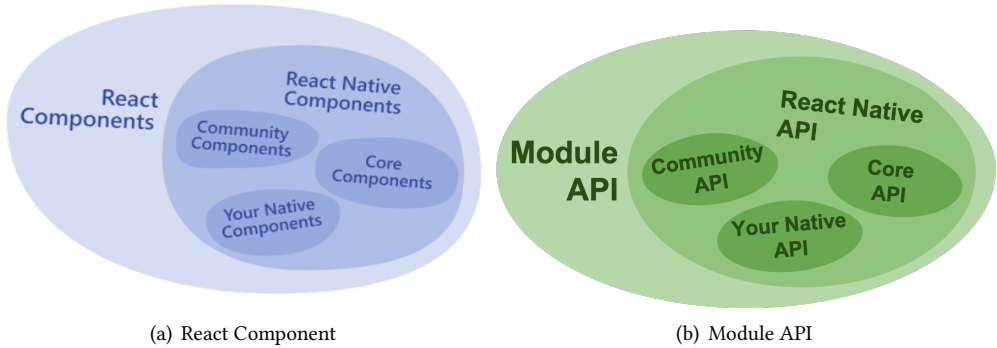 React
Components
React Native
Components
Community
Components
Core
Components
Your Native
Components
(a) React Component
Module
API
React Native
API
Community
API
Core
API
Your Native
API
(b) Module API